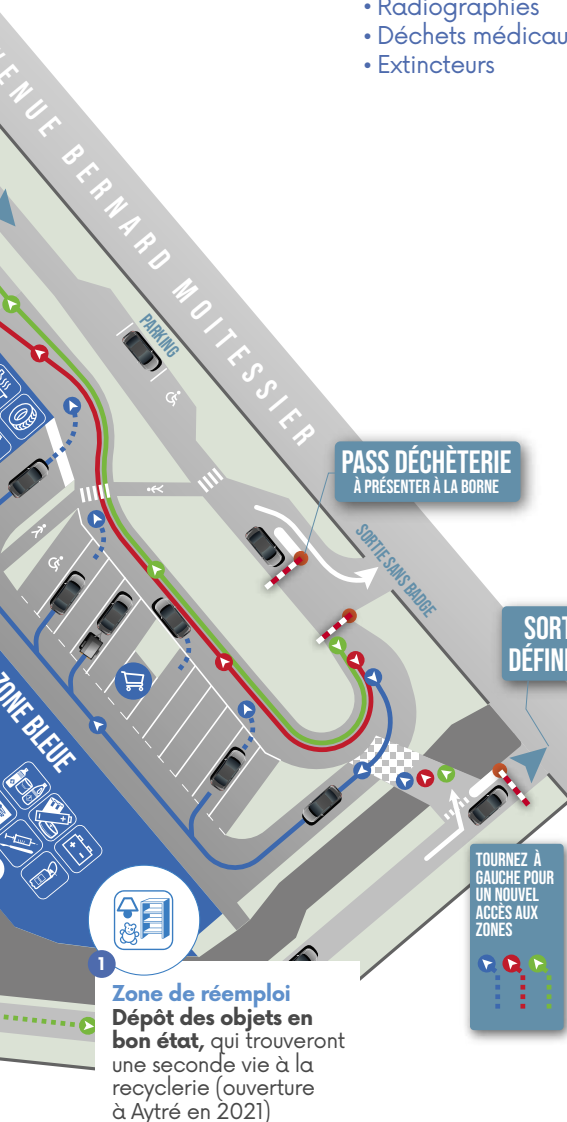 • Radiographies
• Déchets médicau
• Extincteurs
ENUE BERNARD MOITESSIER
PARKING
PASS DÉCHÈTERIE
À PRÉSENTER À LA BORNE
SORTIE SANS BADGE
SORT
DÉFINI
ZONE BLEUE
TOURNEZ À
GAUCHE POUR
UN NOUVEL
ACCÈS AUX
ZONES
1
Zone de réemploi
Dépôt des objets en
bon état, qui trouveront
une seconde vie à la
recyclerie (ouverture
à Aytré en 2021)